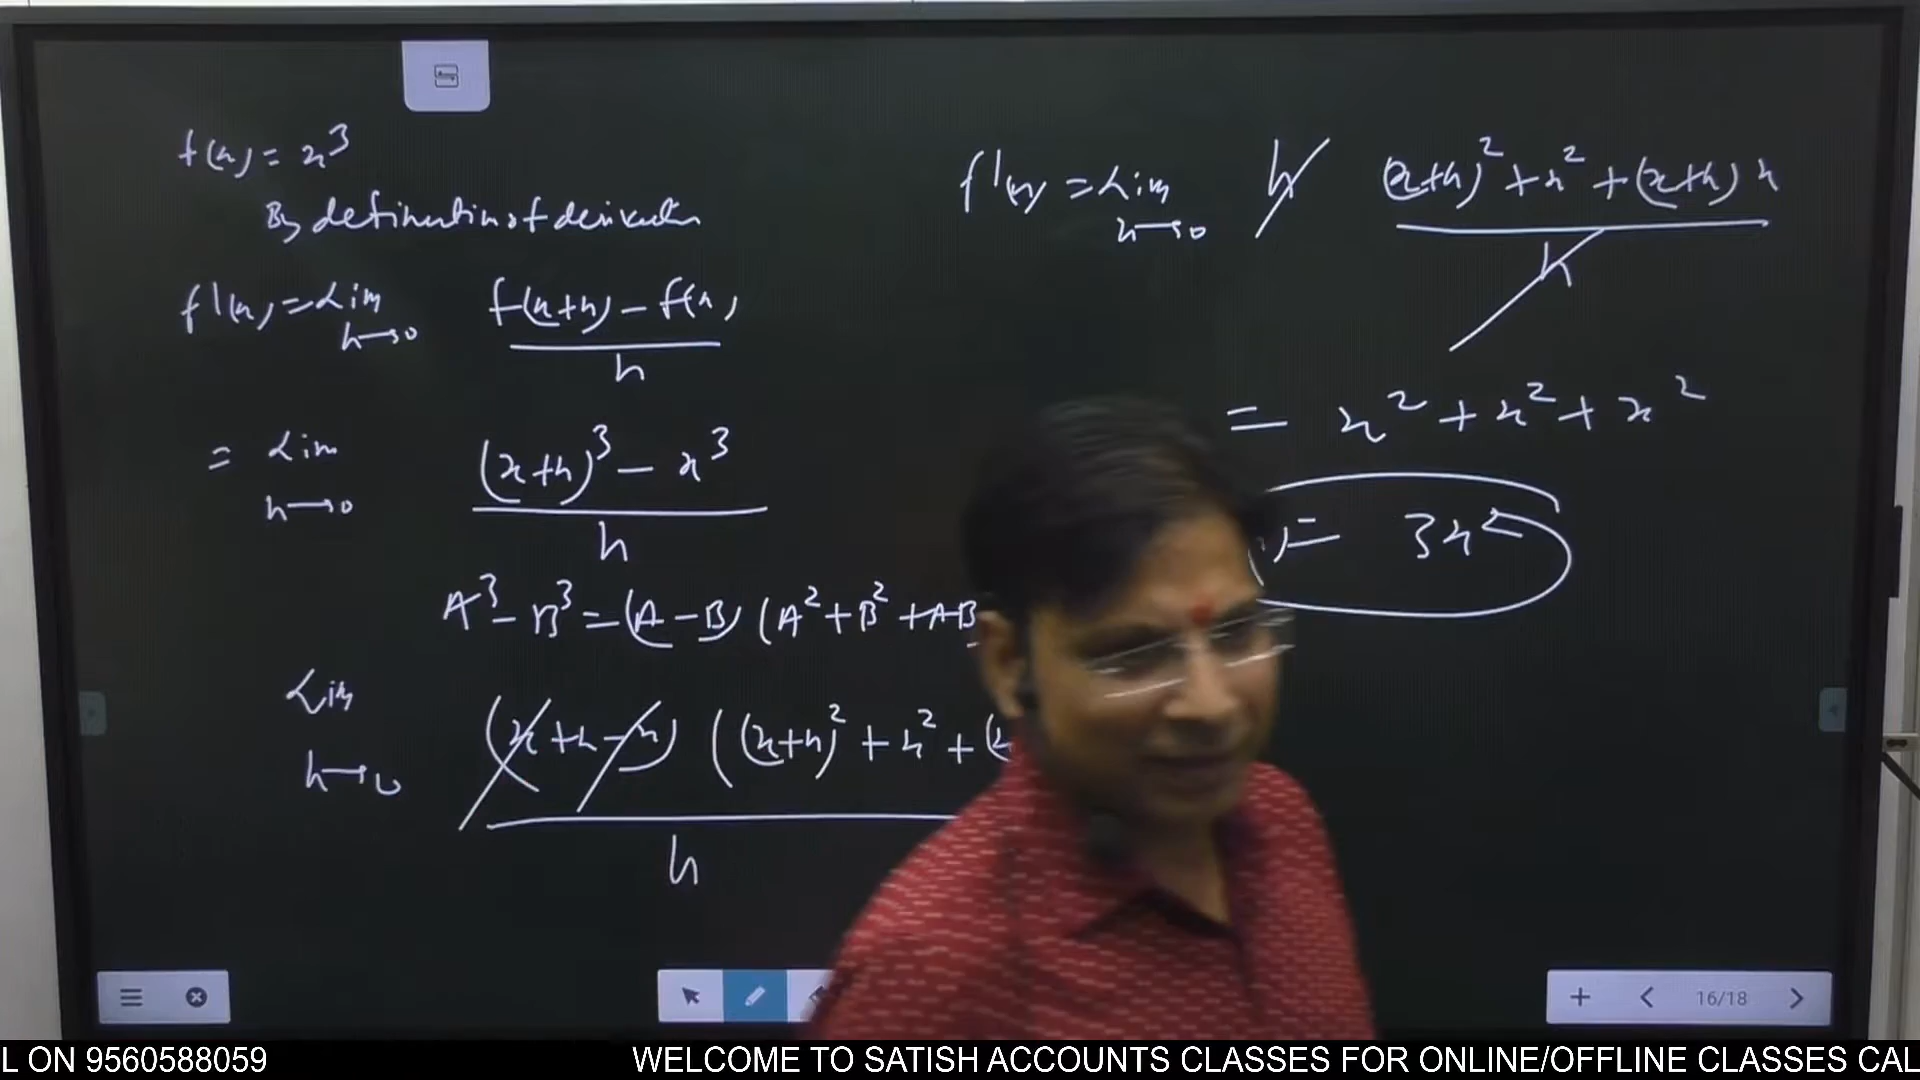 f(x) = x³
By definition of derivative
f'(x) = Lim h→0 f(x+h) – f(x) / h
= Lim h→0 (x+h)³ – x³ / h
A³ – B³ = (A – B) (A² + B² + AB
Lim h→0 (x+h–x) ((x+h)² + x² + (x / h
f'(x) = Lim h→0 h (x+h)² + x² + (x+h) x / h
= x² + x² + x²
= 3x²
16/18
L ON 9560588059 WELCOME TO SATISH ACCOUNTS CLASSES FOR ONLINE/OFFLINE CLASSES CAL